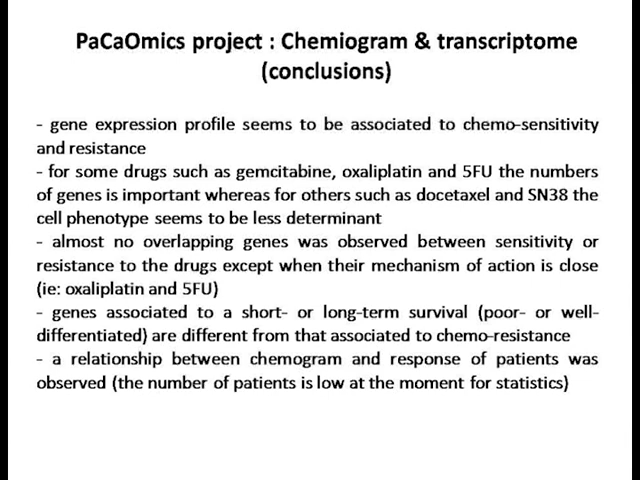 PaCaOmics project : Chemiogram & transcriptome
(conclusions)
- gene expression profile seems to be associated to chemo-sensitivity
and resistance
- for some drugs such as gemcitabine, oxaliplatin and 5FU the numbers
of genes is important whereas for others such as docetaxel and SN38 the
cell phenotype seems to be less determinant
- almost no overlapping genes was observed between sensitivity or
resistance to the drugs except when their mechanism of action is close
(ie: oxaliplatin and 5FU)
- genes associated to a short- or long-term survival (poor- or well-
differentiated) are different from that associated to chemo-resistance
- a relationship between chemogram and response of patients was
observed (the number of patients is low at the moment for statistics)